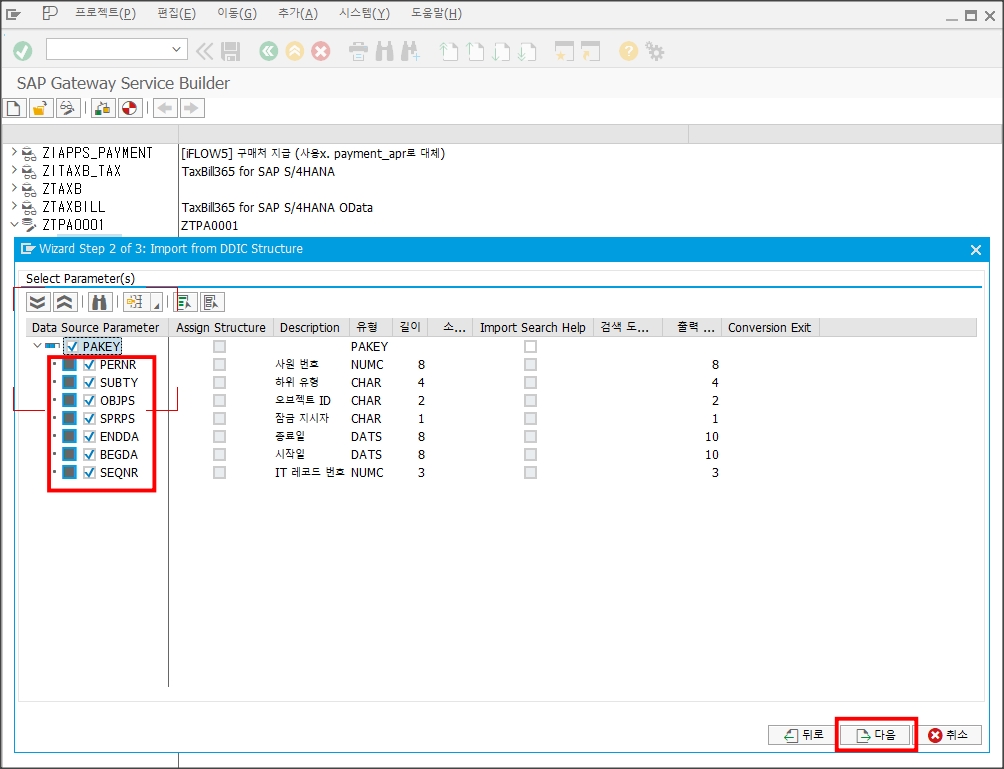 프로젝트(P) 편집(E) 이동(G) 추가(A) 시스템(Y) 도움말(H)
SAP Gateway Service Builder
ZIAPPS_PAYMENT [iFLOW5] 구매처 지급 (사용x. payment_apr로 대체)
ZITAXB_TAX TaxBill365 for SAP S/4HANA
ZTAXB
ZTAXBILL TaxBill365 for SAP S/4HANA OData
ZTPA0001 ZTPA0001
Wizard Step 2 of 3: Import from DDIC Structure
Select Parameter(s)
Data Source Parameter Assign Structure Description 유형 길이 소... Import Search Help 검색 도... 출력 ... Conversion Exit
PAKEY PAKEY
PERNR 사원 번호 NUMC 8 8
SUBTY 하위 유형 CHAR 4 4
OBJPS 오브젝트 ID CHAR 2 2
SPRPS 잠금 지시자 CHAR 1 1
ENDDA 종료일 DATS 8 10
BEGDA 시작일 DATS 8 10
SEQNR IT 레코드 번호 NUMC 3 3
뒤로 다음 취소